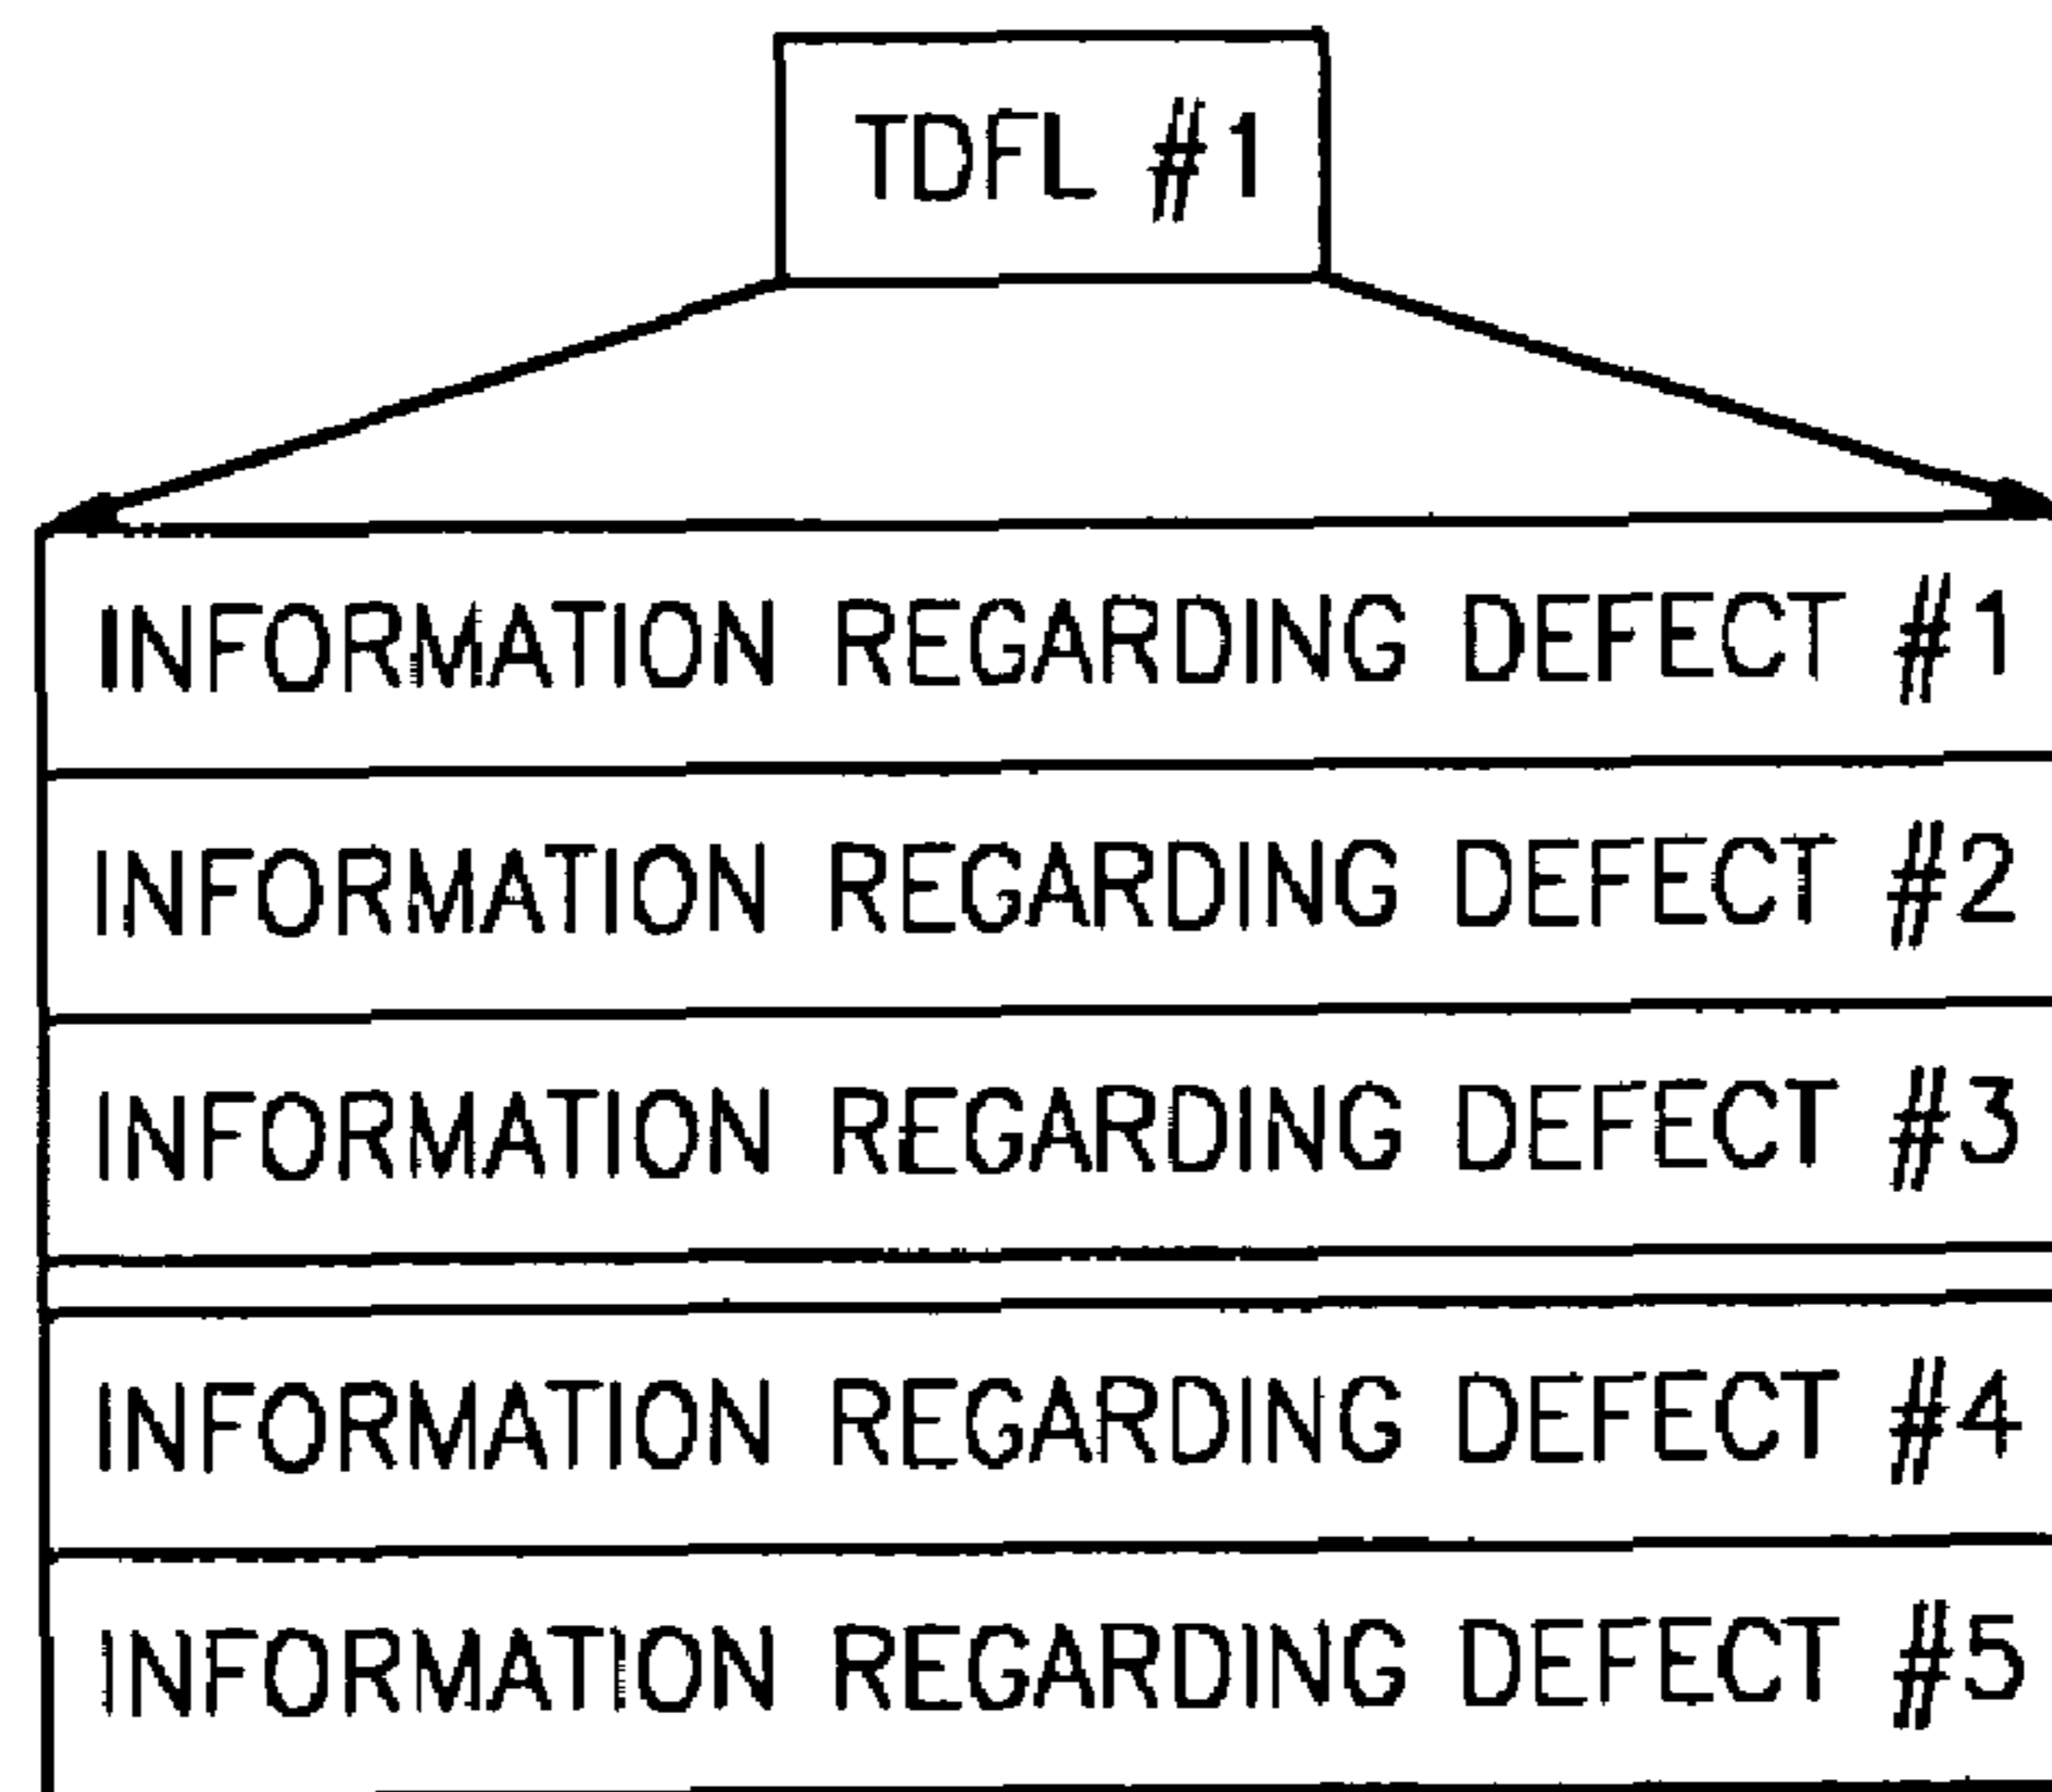 TDFL #1
INFORMATION REGARDING DEFECT #1
INFORMATION REGARDING DEFECT #2
INFORMATION REGARDING DEFECT #3
INFORMATION REGARDING DEFECT #4
INFORMATION REGARDING DEFECT #5